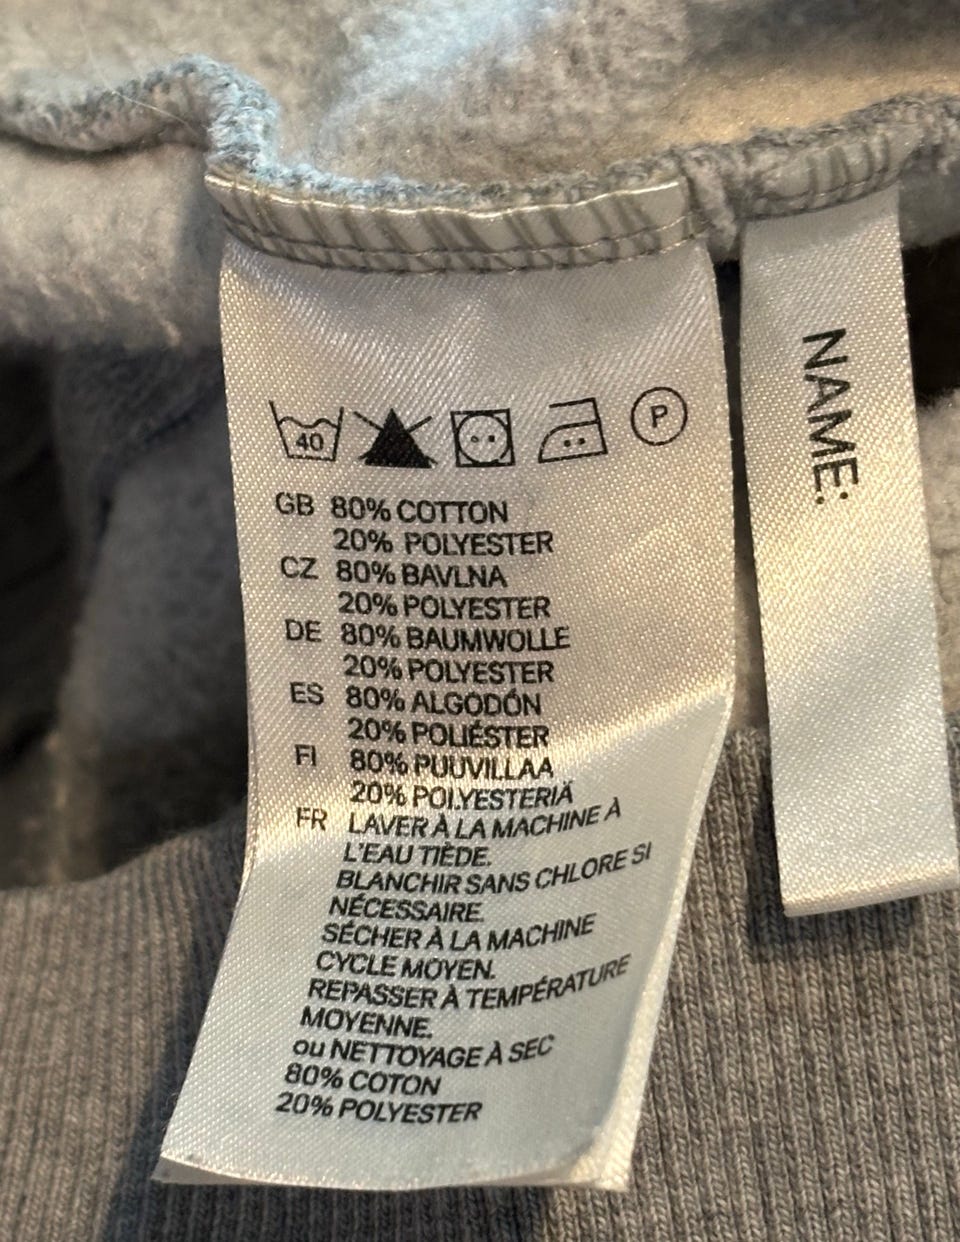 40
P
GB 80% COTTON
20% POLYESTER
CZ 80% BAVLNA
20% POLYESTER
DE 80% BAUMWOLLE
20% POLYESTER
ES 80% ALGODÓN
20% POLIÉSTER
FI 80% PUUVILLAA
20% POLYESTERIÄ
FR LAVER À LA MACHINE À
L'EAU TIÈDE.
BLANCHIR SANS CHLORE SI
NÉCESSAIRE.
SÉCHER À LA MACHINE
CYCLE MOYEN.
REPASSER À TEMPÉRATURE
MOYENNE.
ou NETTOYAGE À SEC
80% COTON
20% POLYESTER
NAME: